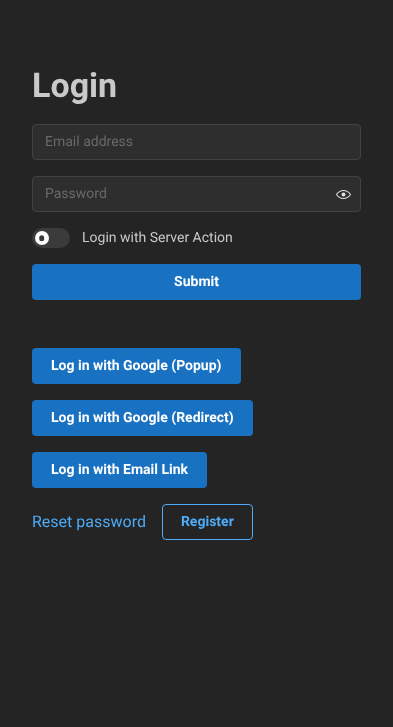 Login
Email address
Password
Login with Server Action
Submit
Log in with Google (Popup)
Log in with Google (Redirect)
Log in with Email Link
Reset password
Register